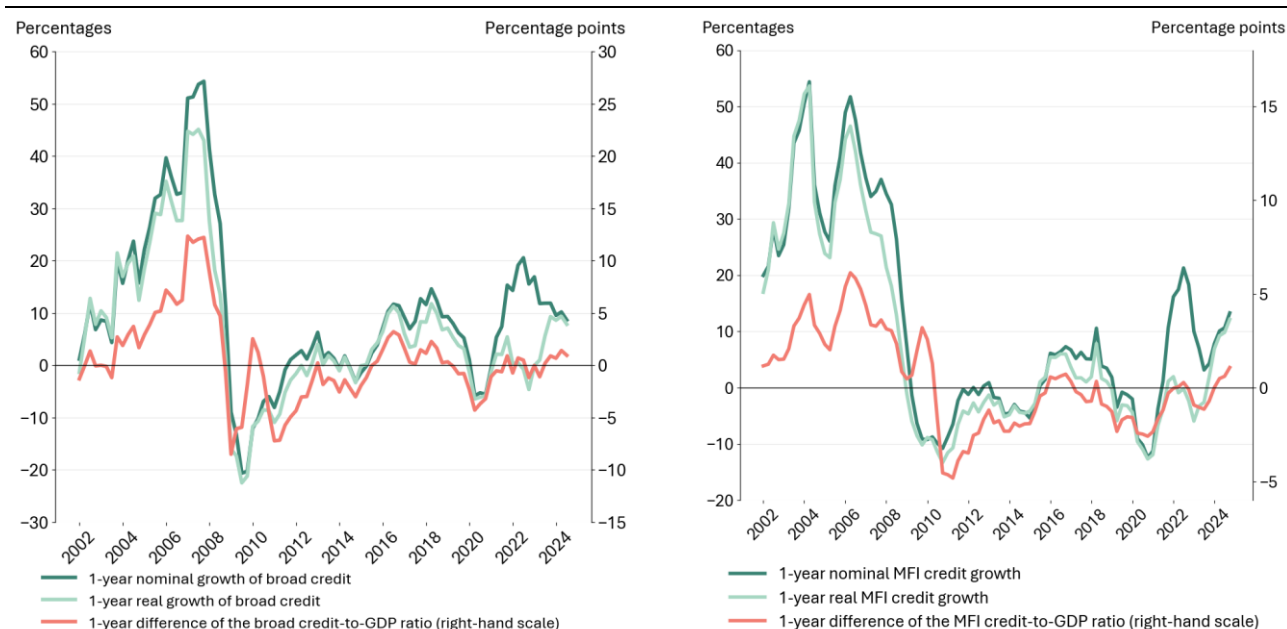 Percentages Percentage points
60 30
50 25
40 20
30 15
20 10
10 5
0 0
−10 −5
−20 −10
−30 −15
2002 2004 2006 2008 2010 2012 2014 2016 2018 2020 2022 2024
1-year nominal growth of broad credit
1-year real growth of broad credit
1-year difference of the broad credit-to-GDP ratio (right-hand scale)
Percentages Percentage points
60
50 15
40
30 10
20 5
10
0 0
−10
−20 −5
2002 2004 2006 2008 2010 2012 2014 2016 2018 2020 2022 2024
1-year nominal MFI credit growth
1-year real MFI credit growth
1-year difference of the MFI credit-to-GDP ratio (right-hand scale)